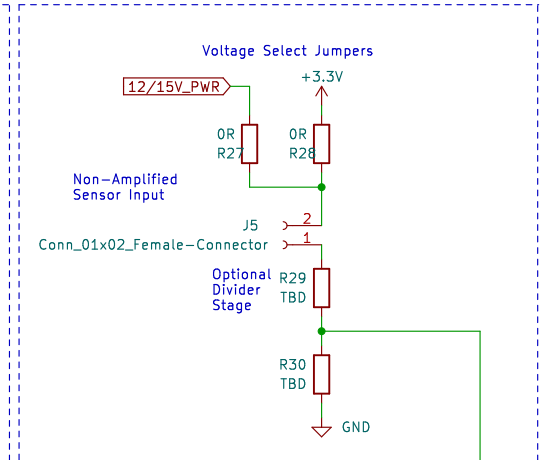 Voltage Select Jumpers
+3.3V
12/15V_PWR
0R
R27
0R
R28
Non-Amplified
Sensor Input
J5
2
Conn_01x02_Female-Connector
1
Optional
Divider
Stage
R29
TBD
R30
TBD
GND